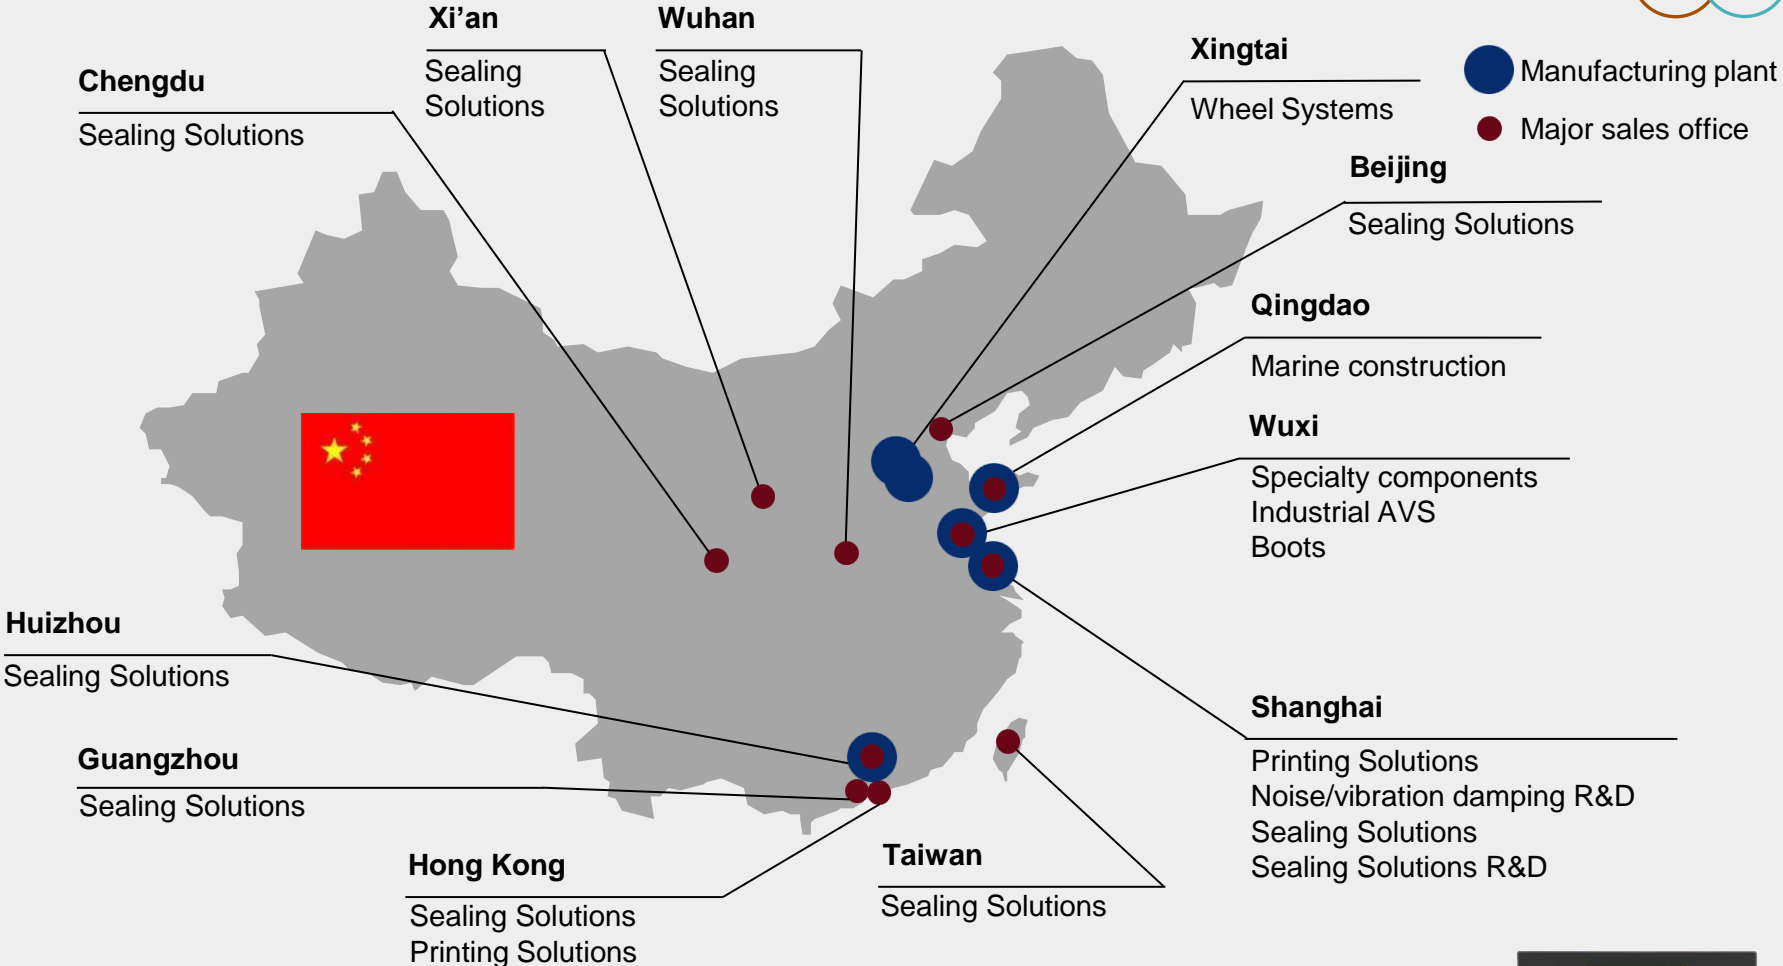 Xi’an
Sealing
Solutions
Wuhan
Sealing
Solutions
Chengdu
Sealing Solutions
Xingtai
Wheel Systems
Manufacturing plant
Major sales office
Beijing
Sealing Solutions
Qingdao
Marine construction
Wuxi
Specialty components
Industrial AVS
Boots
Huizhou
Sealing Solutions
Guangzhou
Sealing Solutions
Hong Kong
Sealing Solutions
Printing Solutions
Taiwan
Sealing Solutions
Shanghai
Printing Solutions
Noise/vibration damping R&D
Sealing Solutions
Sealing Solutions R&D